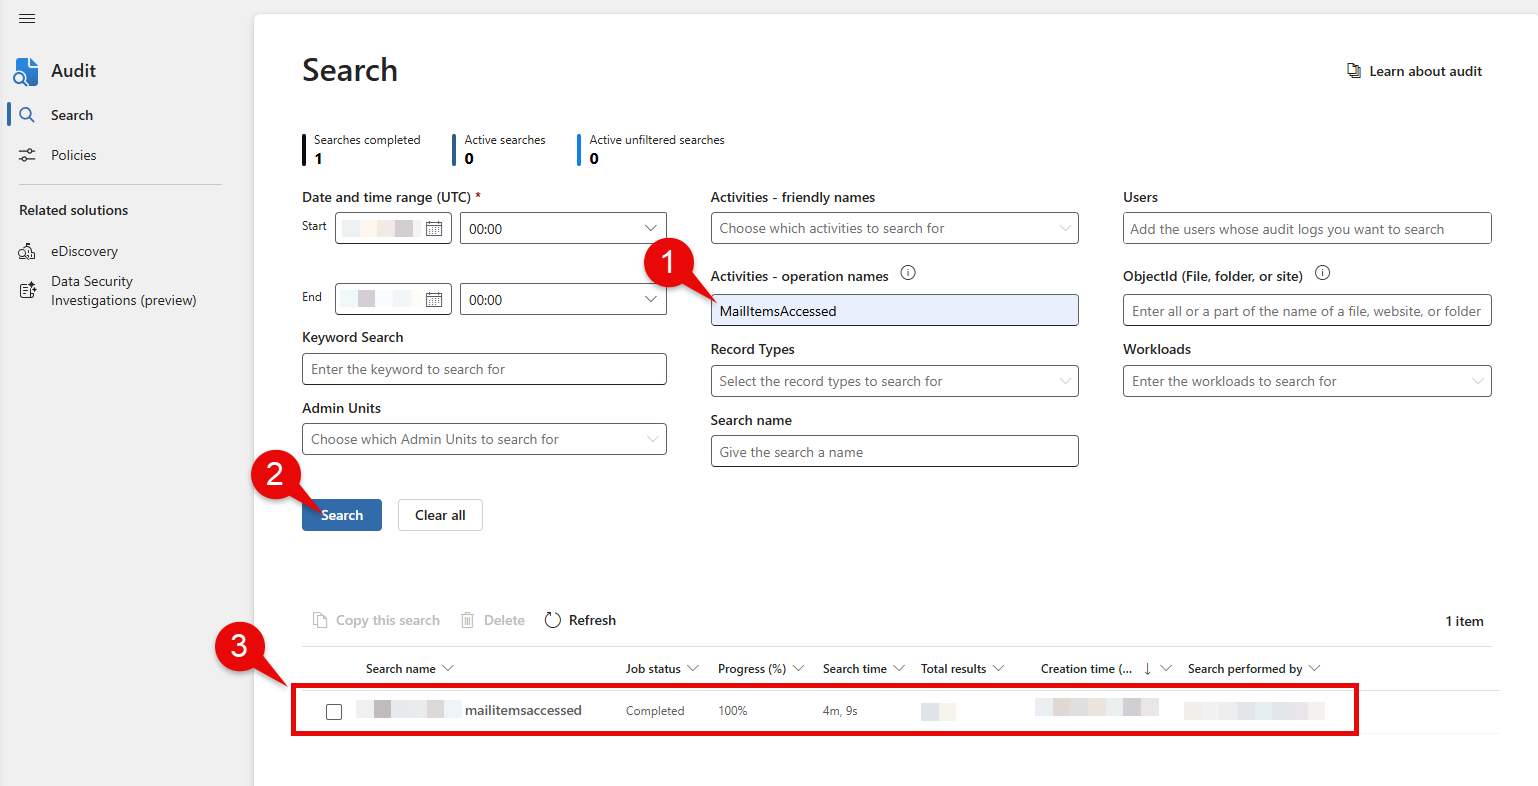 Audit
Search
Policies
Related solutions
eDiscovery
Data Security
Investigations (preview)
Search
Learn about audit
Searches completed
1
Active searches
0
Active unfiltered searches
0
Date and time range (UTC) *
Start
00:00
End
00:00
Keyword Search
Enter the keyword to search for
Admin Units
Choose which Admin Units to search for
Activities - friendly names
Choose which activities to search for
1
Activities - operation names
MailItemsAccessed
Record Types
Select the record types to search for
Search name
Give the search a name
Users
Add the users whose audit logs you want to search
ObjectId (File, folder, or site)
Enter all or a part of the name of a file, website, or folder
Workloads
Enter the workloads to search for
2
Search
Clear all
Copy this search
Delete
Refresh
1 item
3
Search name Job status Progress (%) Search time Total results Creation time (... Search performed by
mailitemsaccessed Completed 100% 4m, 9s